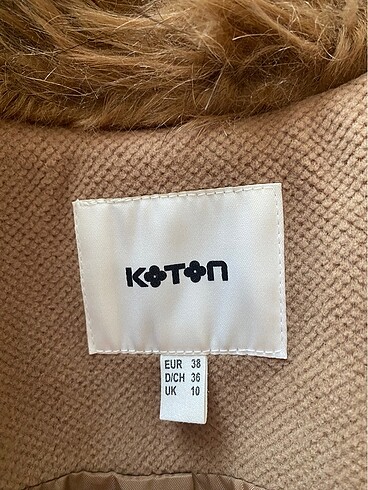 KOTON
EUR 38
D/CH 36
UK 10